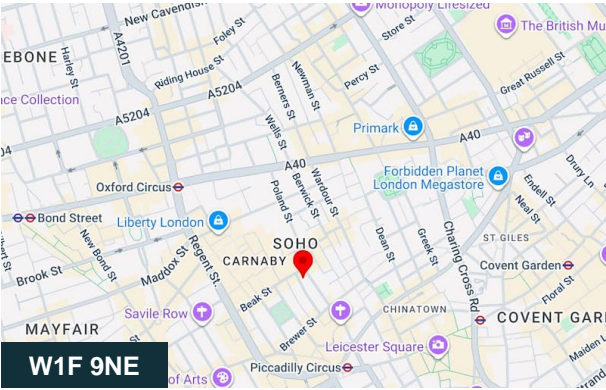 New Cavendis
A4201
Foley St
Monopoly Lifesized
Store St
The British Mu
EBONE
Harley St
Riding House St
Newman St
Percy St
Great Russell St
ce Collection
A5204
A5204
Berners St
Wells St
Primark
A40
04
A40
Forbidden Planet
London Megastore
Drury Ln
Oxford Circus
Poland St
Berwick St
Wardour St
Endell St
Neal St
Bond Street
Liberty London
New Bond St
Regent St.
Maddox St
SOHO
Dean St
Greek St
Charing Cross Rd
ST GILES
CARNABY
Brook St
Covent Garden
Beak St
Floral St
Savile Row
CHINATOWN
Brewer St
COVENT GAR
MAYFAIR
Leicester Square
Maiden L
W1F 9NE
of Arts
Piccadilly Circus
Strand